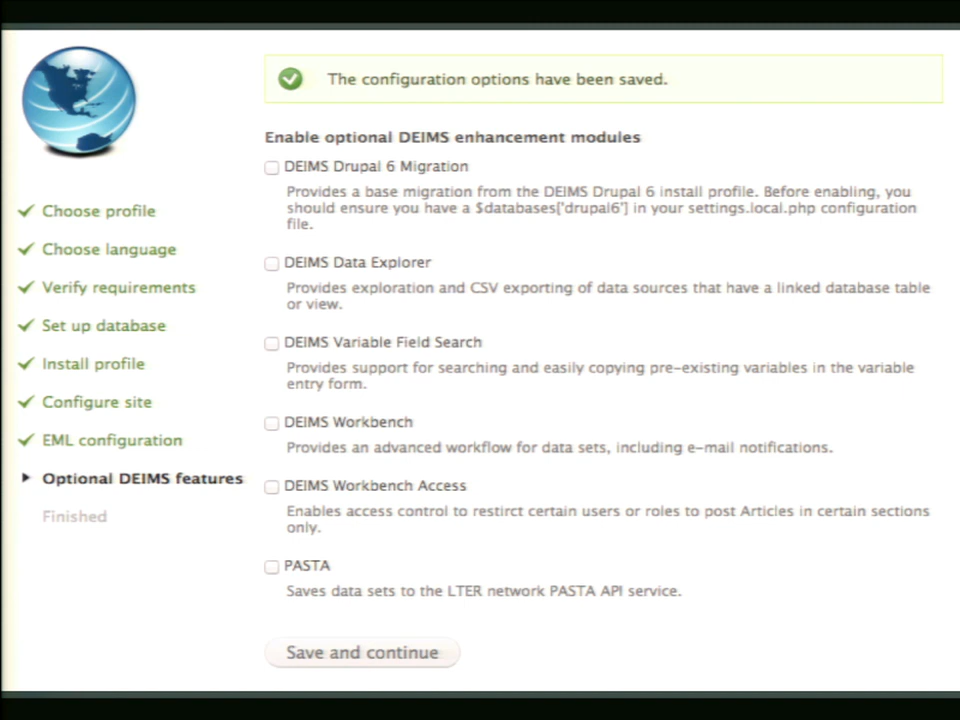 The configuration options have been saved.
Choose profile
Choose language
Verify requirements
Set up database
Install profile
Configure site
EML configuration
Optional DEIMS features
Finished
Enable optional DEIMS enhancement modules
DEIMS Drupal 6 Migration
Provides a base migration from the DEIMS Drupal 6 install profile. Before enabling, you
should ensure you have a $databases['drupal6'] in your settings.local.php configuration
file.
DEIMS Data Explorer
Provides exploration and CSV exporting of data sources that have a linked database table
or view.
DEIMS Variable Field Search
Provides support for searching and easily copying pre-existing variables in the variable
entry form.
DEIMS Workbench
Provides an advanced workflow for data sets, including e-mail notifications.
DEIMS Workbench Access
Enables access control to restirct certain users or roles to post Articles in certain sections
only.
PASTA
Saves data sets to the LTER network PASTA API service.
Save and continue